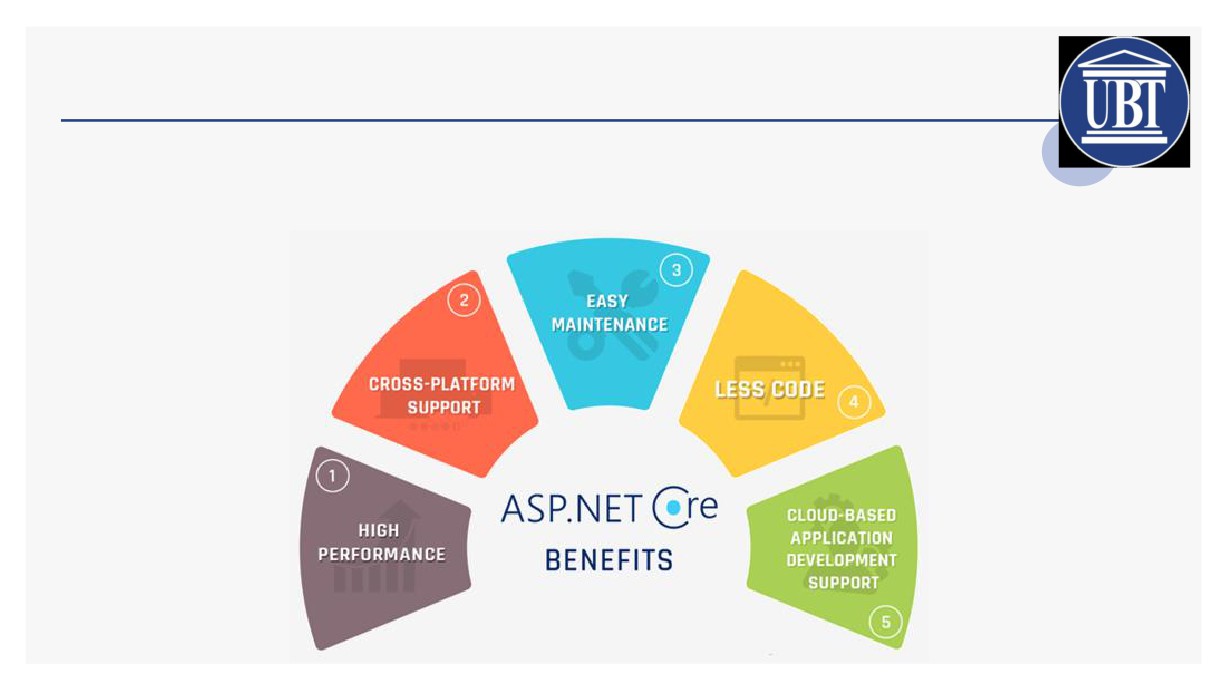 UBT
1
HIGH
PERFORMANCE
2
CROSS-PLATFORM
SUPPORT
3
EASY
MAINTENANCE
LESS CODE
4
CLOUD-BASED
APPLICATION
DEVELOPMENT
SUPPORT
5
ASP.NET Core
BENEFITS